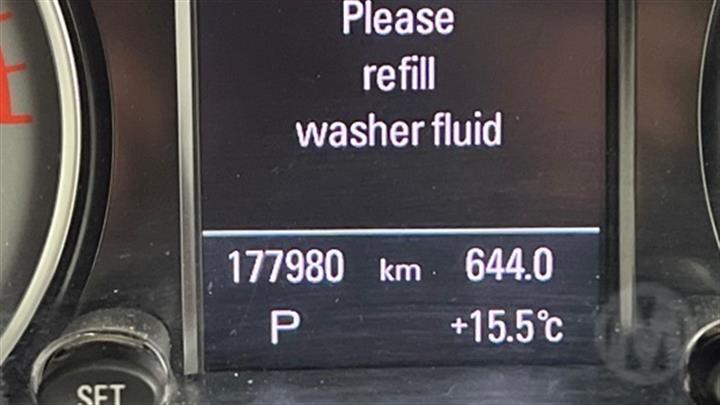 Please
refill
washer fluid
177980 km 644.0
P +15.5°c
SET
M